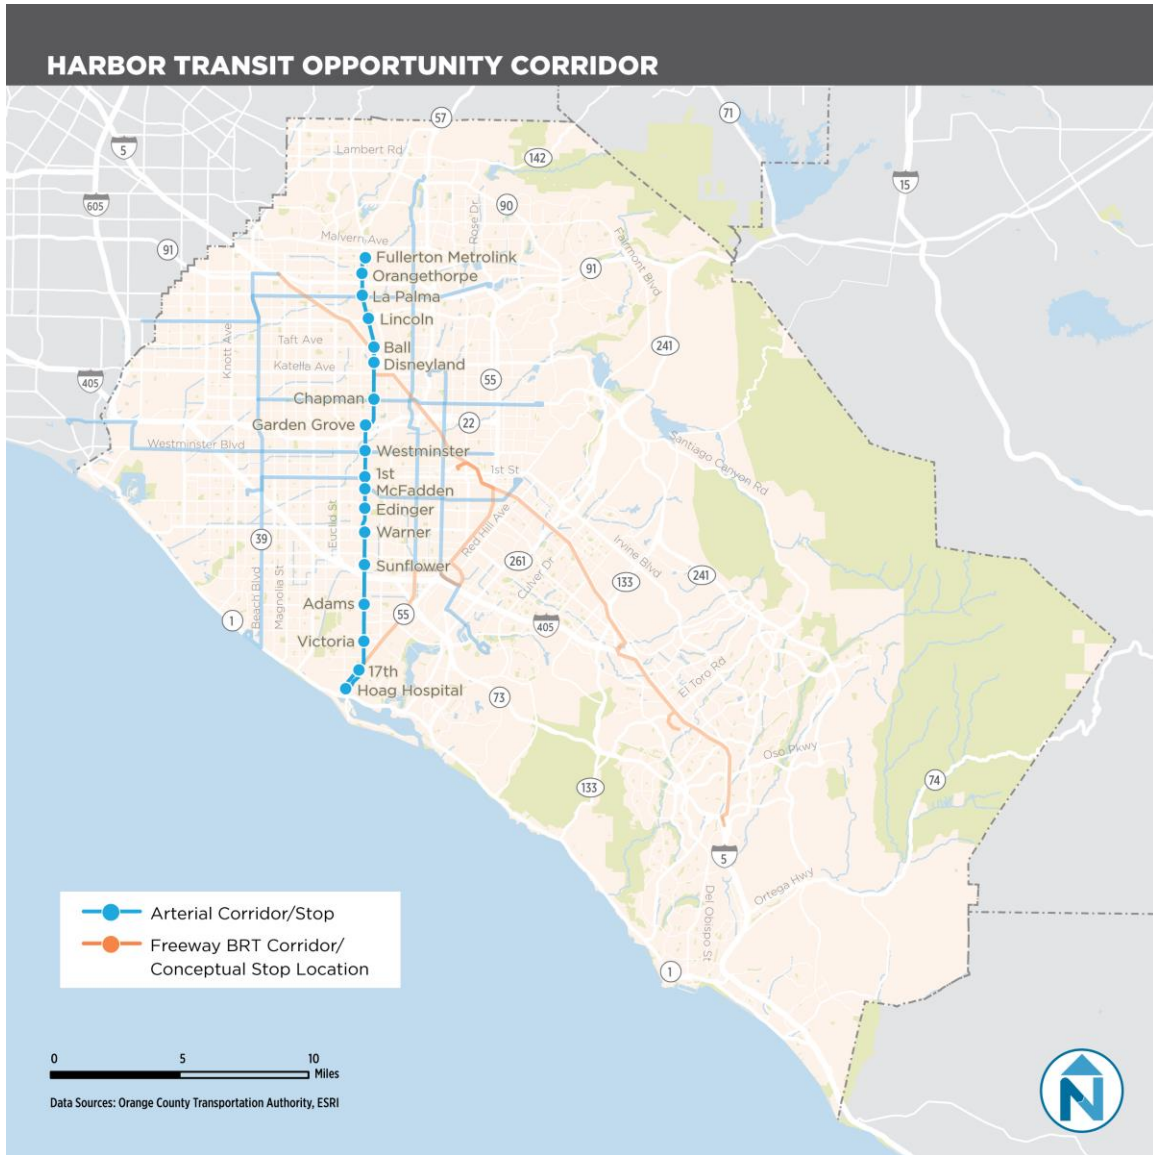 HARBOR TRANSIT OPPORTUNITY CORRIDOR
57
71
5
Lambert Rd
142
15
605
90
Rose Dr
91
Malvern Ave
Fairmont Blvd
Fullerton Metrolink
91
Orangethorpe
La Palma
Lincoln
Knott Ave
Taft Ave
Ball
241
Katella Ave
Disneyland
405
55
Chapman
22
Garden Grove
Westminster Blvd
Westminster
Santiago Canyon Rd
1st
1st St
McFadden
Edinger
Euclid St
Red Hill Ave
Warner
39
Irvine Blvd
261
Sunflower
Culver Dr
133
241
Beach Blvd
Magnolia St
Adams
55
1
405
Victoria
17th
El Toro Rd
Hoag Hospital
73
Oso Pkwy
133
74
5
Ortega Hwy
Del Obispo St
Arterial Corridor/Stop
Freeway BRT Corridor/
Conceptual Stop Location
1
0 5 10
Miles
Data Sources: Orange County Transportation Authority, ESRI
N